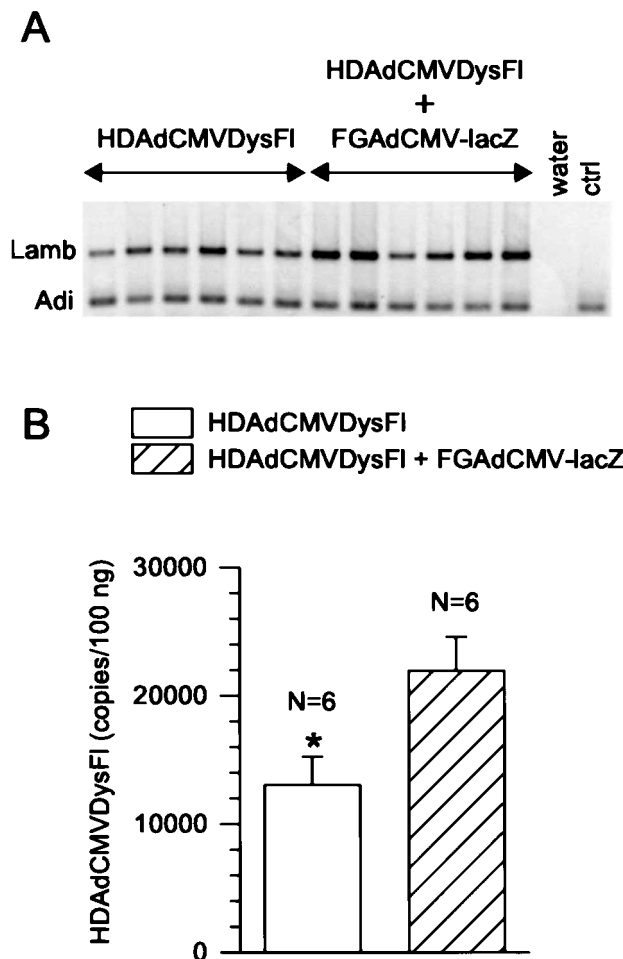 A
HDAdCMVDysFl
+
HDAdCMVDysFl
FGAdCMV-lacZ
water
ctrl
Lamb
Adi
B
HDAdCMVDysFl
HDAdCMVDysFl + FGAdCMV-lacZ
HDAdCMVDysFl (copies/100 ng)
30000
20000
10000
0
N=6
*
N=6